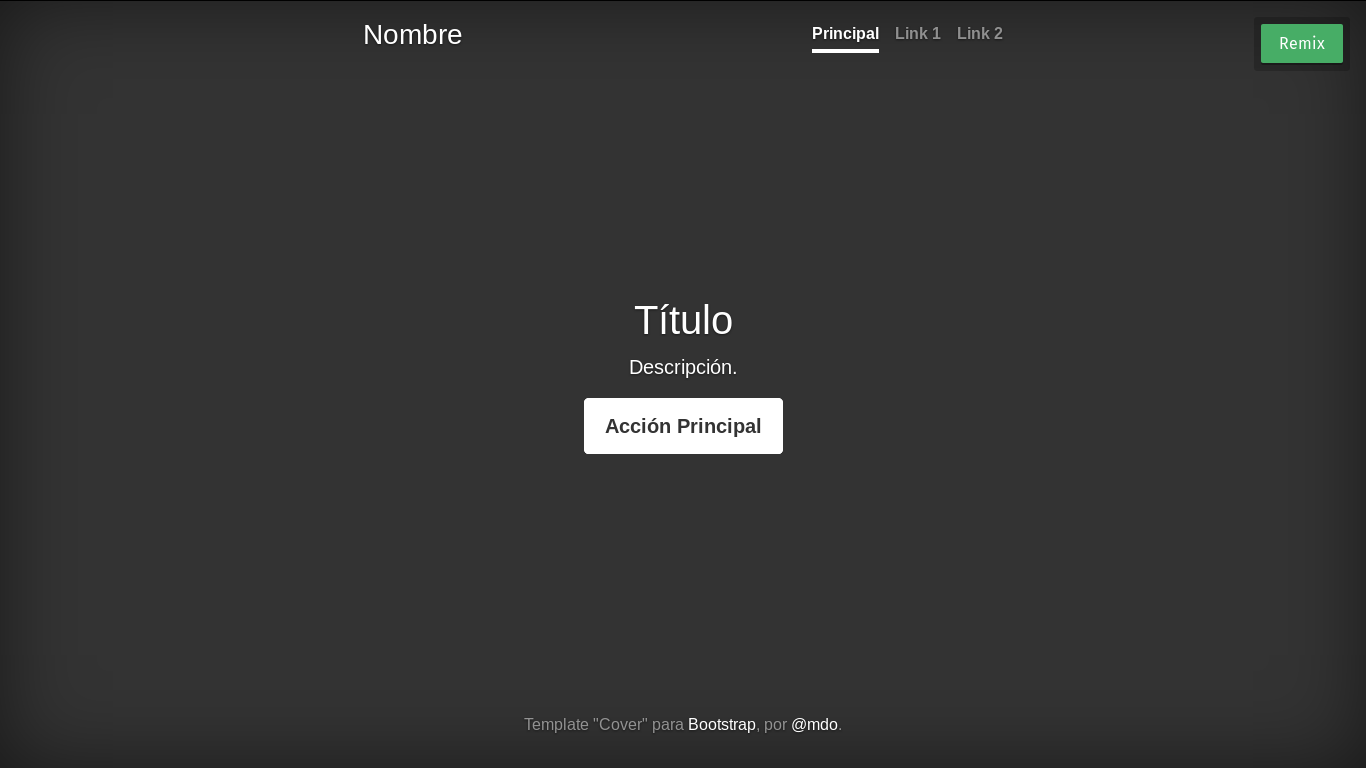 Nombre
Principal Link 1 Link 2
Remix
Título
Descripción.
Acción Principal
Template "Cover" para Bootstrap, por @mdo.